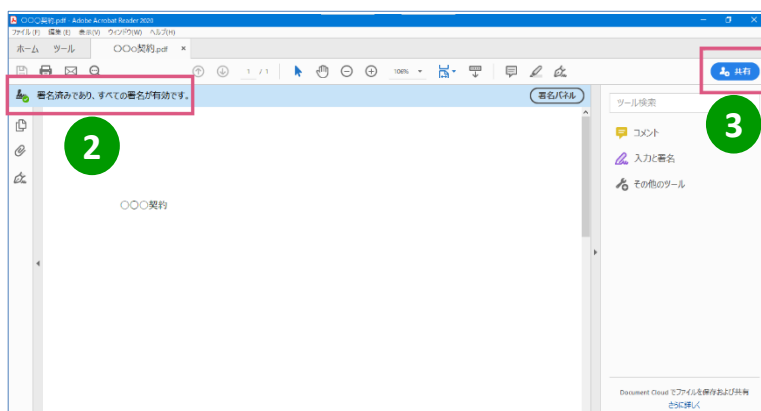 〇〇〇契約.pdf - Adobe Acrobat Reader 2020
ファイル(F) 編集(E) 表示(V) ウィンドウ(W) ヘルプ(H)
ホーム ツール 〇〇〇契約.pdf ×
1 / 1 106% 共有
署名済みであり、すべての署名が有効です。 署名パネル
ツール検索
3
コメント
2
入力と署名
その他のツール
〇〇〇契約
Document Cloud でファイルを保存および共有
さらに詳しく